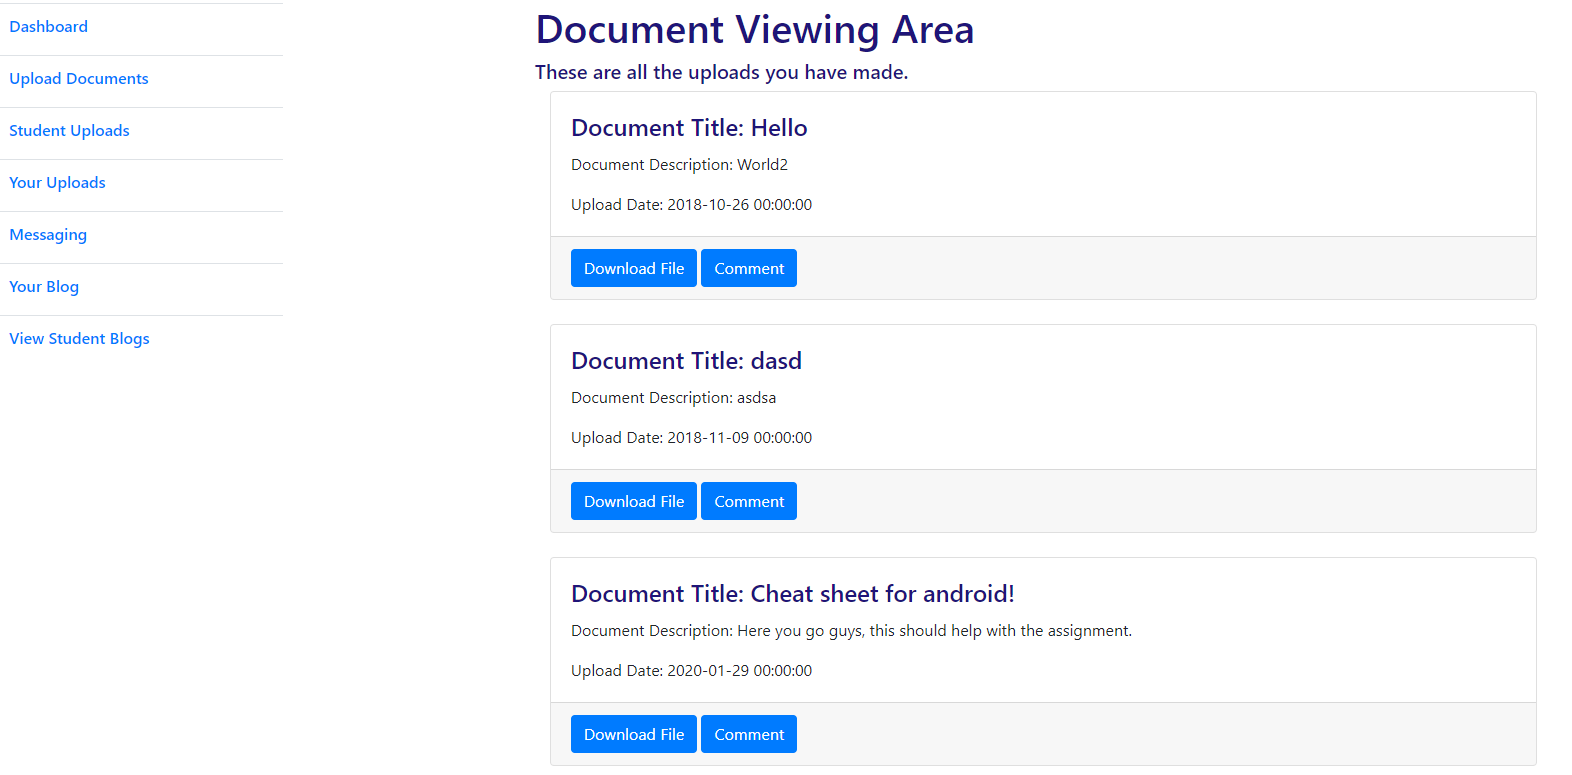 Dashboard
Upload Documents
Student Uploads
Your Uploads
Messaging
Your Blog
View Student Blogs
Document Viewing Area
These are all the uploads you have made.
Document Title: Hello
Document Description: World2
Upload Date: 2018-10-26 00:00:00
Download File Comment
Document Title: dasd
Document Description: asdsa
Upload Date: 2018-11-09 00:00:00
Download File Comment
Document Title: Cheat sheet for android!
Document Description: Here you go guys, this should help with the assignment.
Upload Date: 2020-01-29 00:00:00
Download File Comment